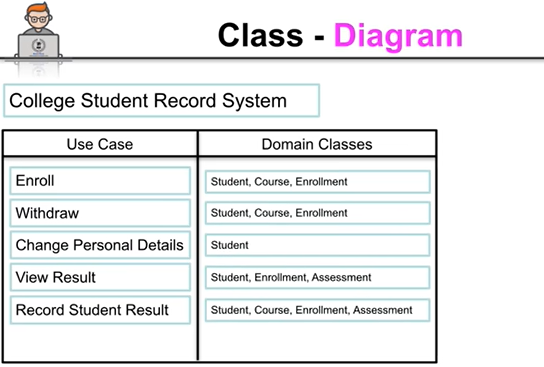 Class - Diagram
College Student Record System
Use Case Domain Classes
Enroll Student, Course, Enrollment
Withdraw Student, Course, Enrollment
Change Personal Details Student
View Result Student, Enrollment, Assessment
Record Student Result Student, Course, Enrollment, Assessment